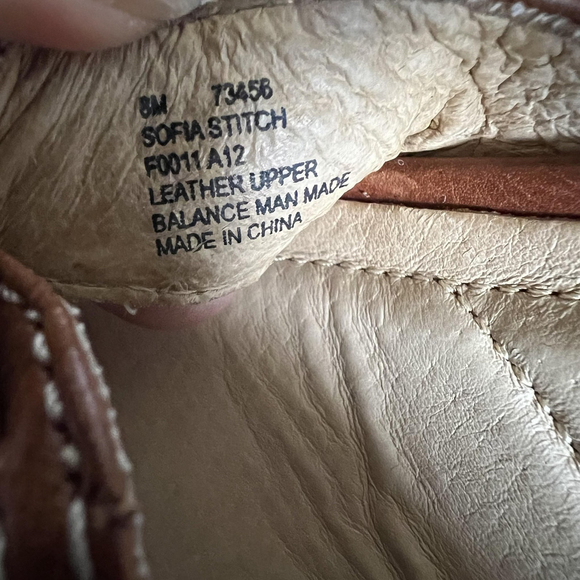 8M 73458
SOFIA STITCH
F0011 A12
LEATHER UPPER
BALANCE MAN MADE
MADE IN CHINA